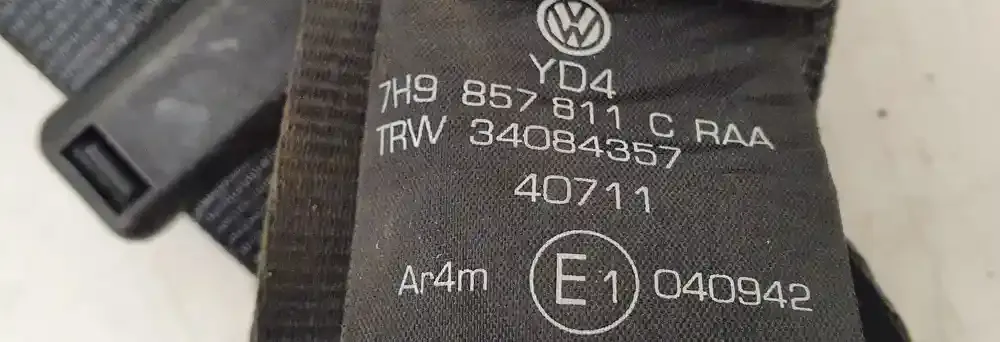 YD4
7H9 857 811 C RAA
TRW 34084357
40711
Ar4m E1 040942